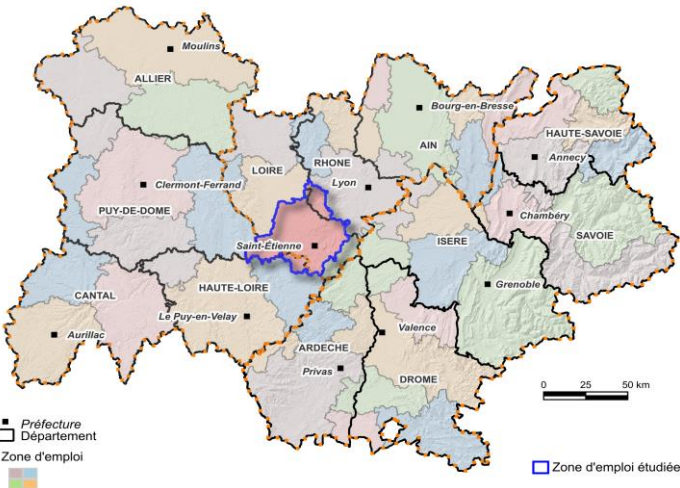 Moulins
ALLIER
Bourg-en-Bresse
AIN
HAUTE-SAVOIE
Annecy
LOIRE
RHONE
Lyon
Clermont-Ferrand
PUY-DE-DOME
Chambéry
SAVOIE
Saint-Étienne
ISERE
Grenoble
CANTAL
HAUTE-LOIRE
Le Puy-en-Velay
Aurillac
Valence
ARDECHE
Privas
DROME
0 25 50 km
Préfecture
Département
Zone d'emploi
Zone d'emploi étudiée